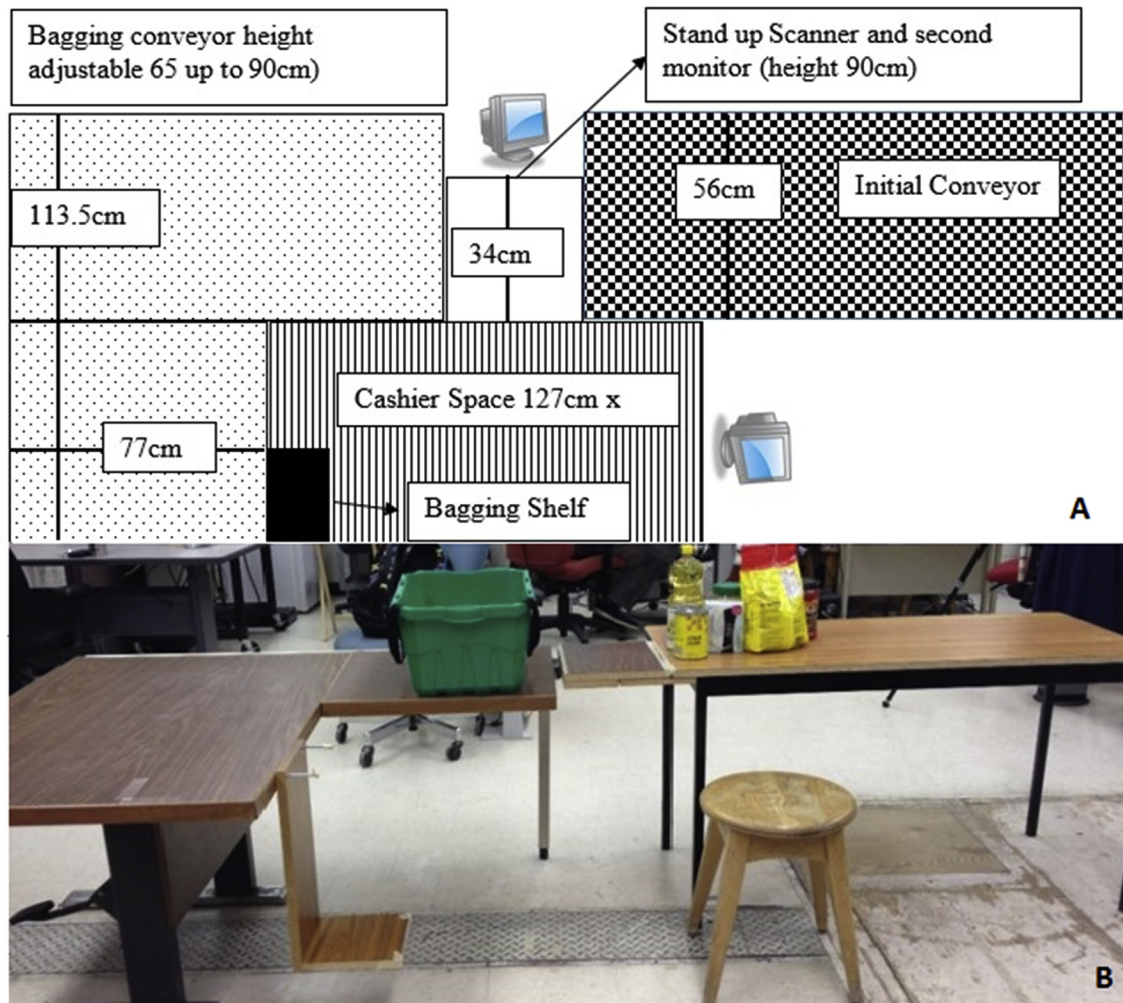 Bagging conveyor height
adjustable 65 up to 90cm)
Stand up Scanner and second
monitor (height 90cm)
113.5cm
34cm
56cm
Initial Conveyor
Cashier Space 127cm x
77cm
Bagging Shelf
A
B